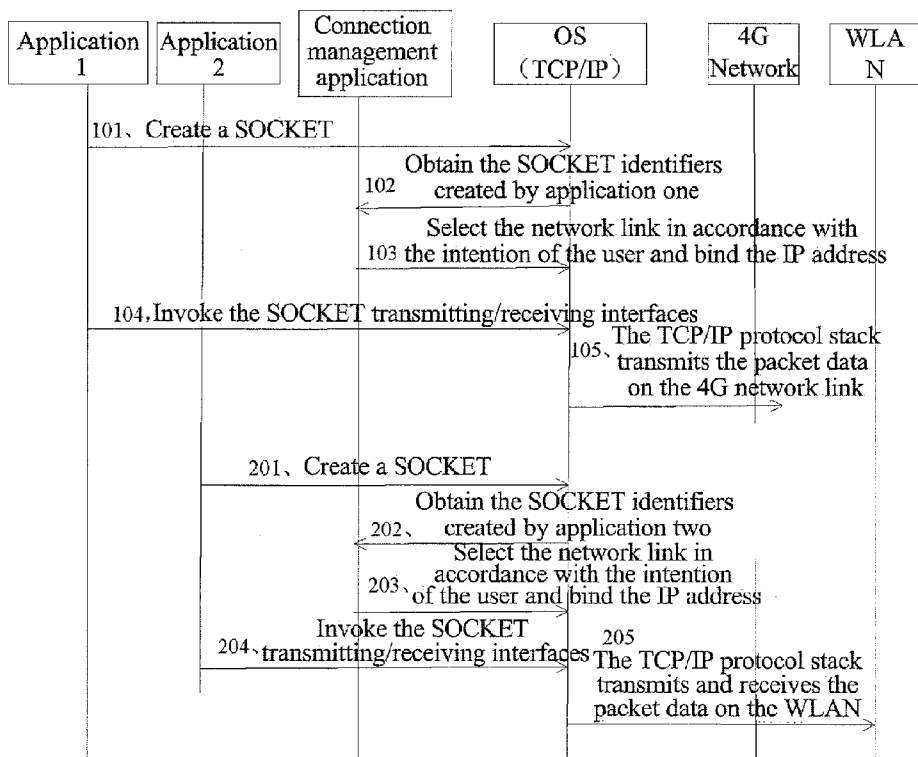 Application
1
Application
2
Connection
management
application
OS
（TCP/IP）
4G
Network
WLA
N
101、Create a SOCKET
Obtain the SOCKET identifiers
102 created by application one
Select the network link in accordance with
103 the intention of the user and bind the IP address
104,Invoke the SOCKET transmitting/receiving interfaces
105、The TCP/IP protocol stack
transmits the packet data
on the 4G network link
201、Create a SOCKET
Obtain the SOCKET identifiers
202、created by application two
Select the network link in
accordance with the intention
203、of the user and bind the IP address
Invoke the SOCKET
204、transmitting/receiving interfaces
205
The TCP/IP protocol stack
transmits and receives the
packet data on the WLAN